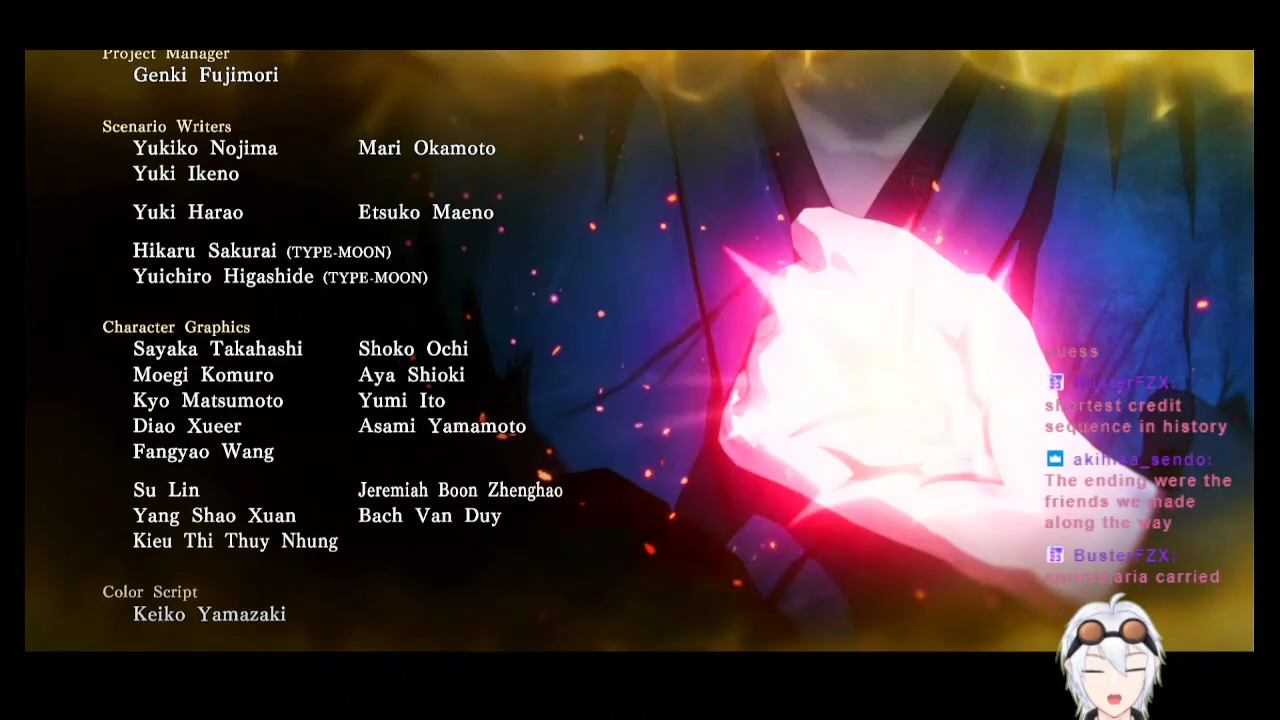 Project Manager
Genki Fujimori
Scenario Writers
Yukiko Nojima Mari Okamoto
Yuki Ikeno
Yuki Harao Etsuko Maeno
Hikaru Sakurai (TYPE-MOON)
Yuichiro Higashide (TYPE-MOON)
Character Graphics
Sayaka Takahashi Shoko Ochi
Moegi Komuro Aya Shioki
Kyo Matsumoto Yumi Ito
Diao Xueer Asami Yamamoto
Fangyao Wang
Su Lin Jeremiah Boon Zhenghao
Yang Shao Xuan Bach Van Duy
Kieu Thi Thuy Nhung
Color Script
Keiko Yamazaki
guess
BusterFZX:
shortest credit
sequence in history
akihisa_sendo:
The ending were the
friends we made
along the way
BusterFZX:
carried